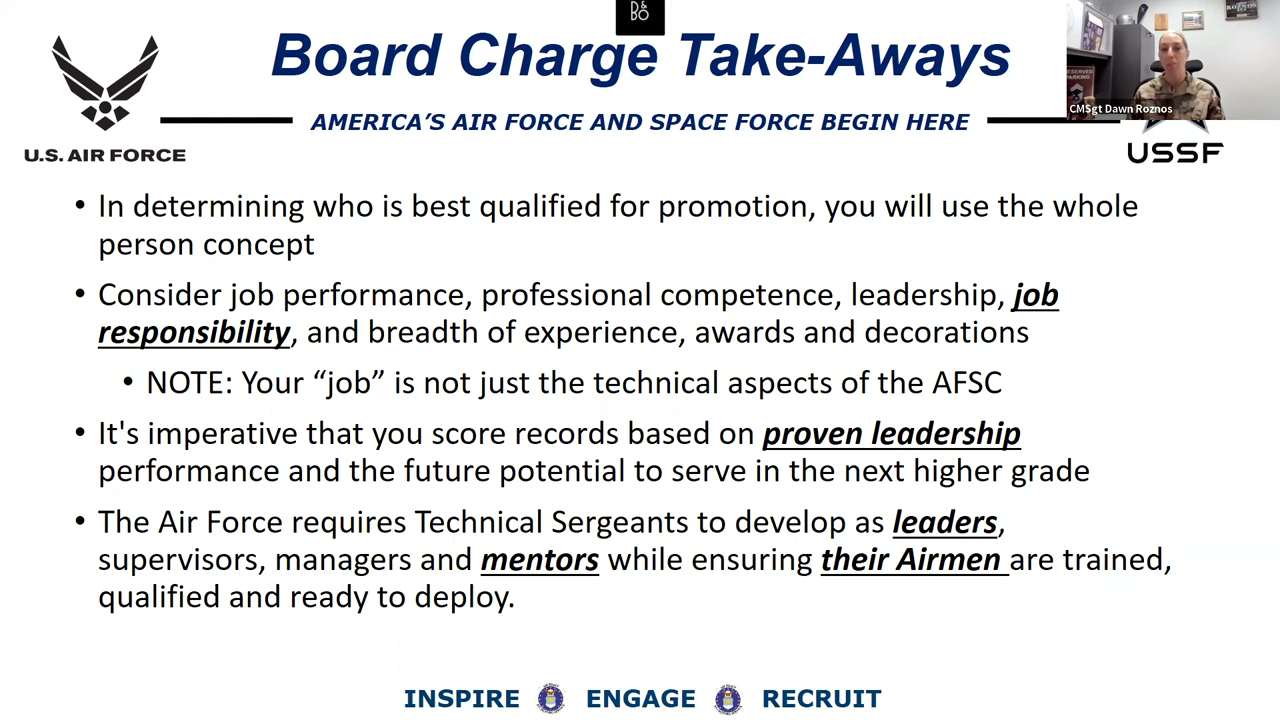 B&O
Board Charge Take-Aways
ROZNOS
RESERVED
PARKING
CMSgt Dawn Roznos
AMERICA’S AIR FORCE AND SPACE FORCE BEGIN HERE
U.S. AIR FORCE
USSF
• In determining who is best qualified for promotion, you will use the whole
person concept
• Consider job performance, professional competence, leadership, job
responsibility, and breadth of experience, awards and decorations
• NOTE: Your “job” is not just the technical aspects of the AFSC
• It's imperative that you score records based on proven leadership
performance and the future potential to serve in the next higher grade
• The Air Force requires Technical Sergeants to develop as leaders,
supervisors, managers and mentors while ensuring their Airmen are trained,
qualified and ready to deploy.
INSPIRE ENGAGE RECRUIT